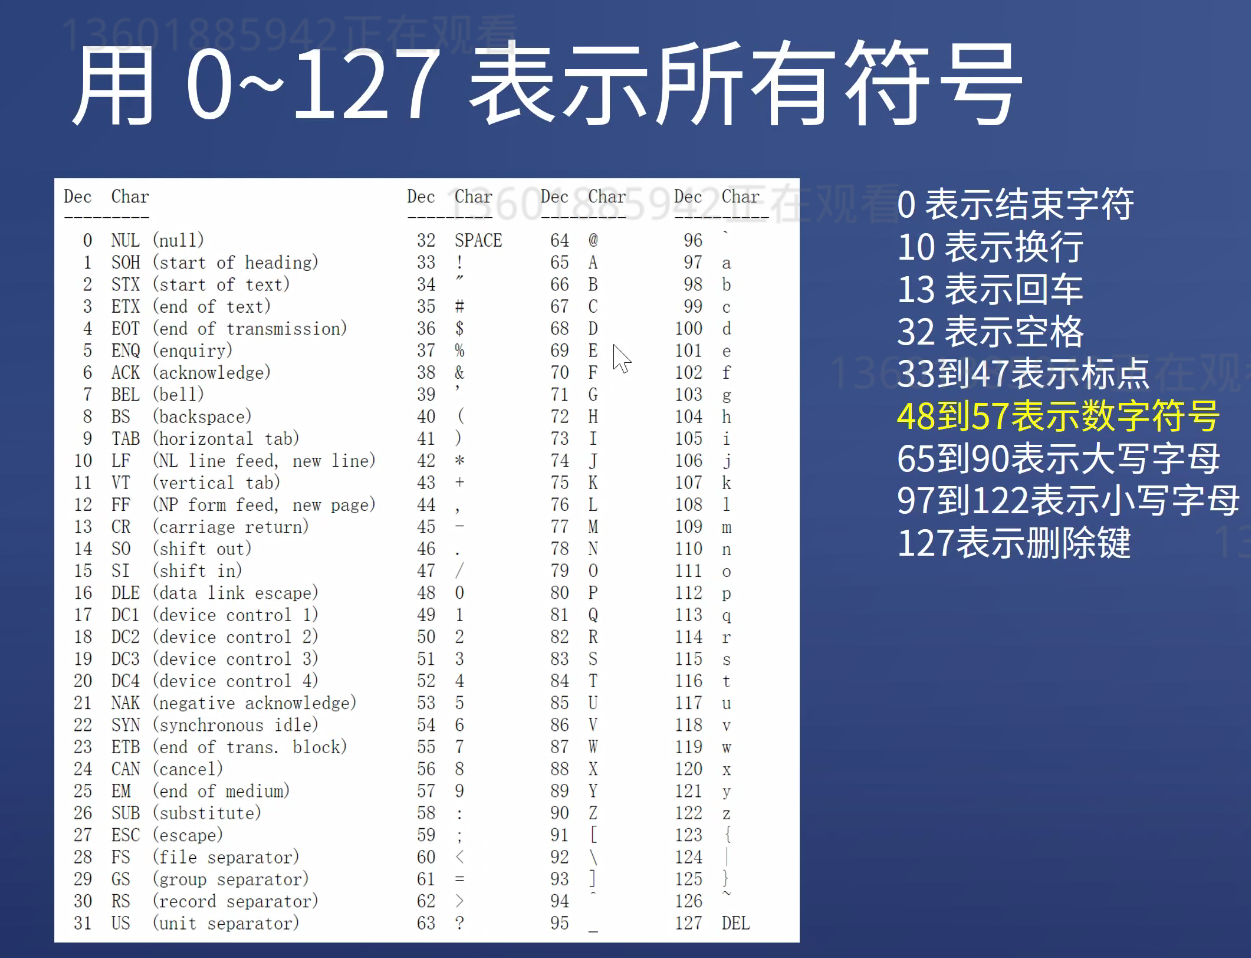 13601885942正在观看
用 0~127 表示所有符号
13601885942正在观看
Dec Char Dec Char Dec Char Dec Char
--------- --------- --------- ----------
0 NUL (null) 32 SPACE 64 @ 96 `
1 SOH (start of heading) 33 ! 65 A 97 a
2 STX (start of text) 34 " 66 B 98 b
3 ETX (end of text) 35 # 67 C 99 c
4 EOT (end of transmission) 36 $ 68 D 100 d
5 ENQ (enquiry) 37 % 69 E 101 e
6 ACK (acknowledge) 38 & 70 F 102 f
7 BEL (bell) 39 ' 71 G 103 g
8 BS (backspace) 40 ( 72 H 104 h
9 TAB (horizontal tab) 41 ) 73 I 105 i
10 LF (NL line feed, new line) 42 * 74 J 106 j
11 VT (vertical tab) 43 + 75 K 107 k
12 FF (NP form feed, new page) 44 , 76 L 108 l
13 CR (carriage return) 45 - 77 M 109 m
14 SO (shift out) 46 . 78 N 110 n
15 SI (shift in) 47 / 79 O 111 o
16 DLE (data link escape) 48 0 80 P 112 p
17 DC1 (device control 1) 49 1 81 Q 113 q
18 DC2 (device control 2) 50 2 82 R 114 r
19 DC3 (device control 3) 51 3 83 S 115 s
20 DC4 (device control 4) 52 4 84 T 116 t
21 NAK (negative acknowledge) 53 5 85 U 117 u
22 SYN (synchronous idle) 54 6 86 V 118 v
23 ETB (end of trans. block) 55 7 87 W 119 w
24 CAN (cancel) 56 8 88 X 120 x
25 EM (end of medium) 57 9 89 Y 121 y
26 SUB (substitute) 58 : 90 Z 122 z
27 ESC (escape) 59 ; 91 [ 123 {
28 FS (file separator) 60 < 92 \ 124 |
29 GS (group separator) 61 = 93 ] 125 }
30 RS (record separator) 62 > 94 ^ 126 ~
31 US (unit separator) 63 ? 95 _ 127 DEL
0 表示结束字符
10 表示换行
13 表示回车
32 表示空格
33到47表示标点
48到57表示数字符号
65到90表示大写字母
97到122表示小写字母
127表示删除键